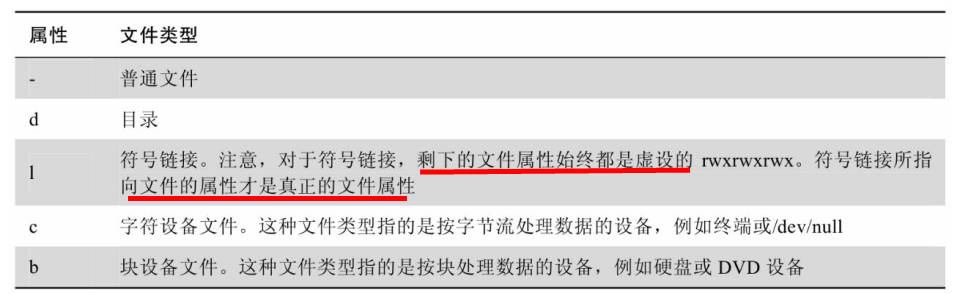 属性 文件类型
- 普通文件
d 目录
符号链接。注意，对于符号链接，剩下的文件属性始终都是虚设的 rwxrwxrwx。符号链接所指
l
向文件的属性才是真正的文件属性
c 字符设备文件。这种文件类型指的是按字节流处理数据的设备，例如终端或/dev/null
b 块设备文件。这种文件类型指的是按块处理数据的设备，例如硬盘或 DVD 设备